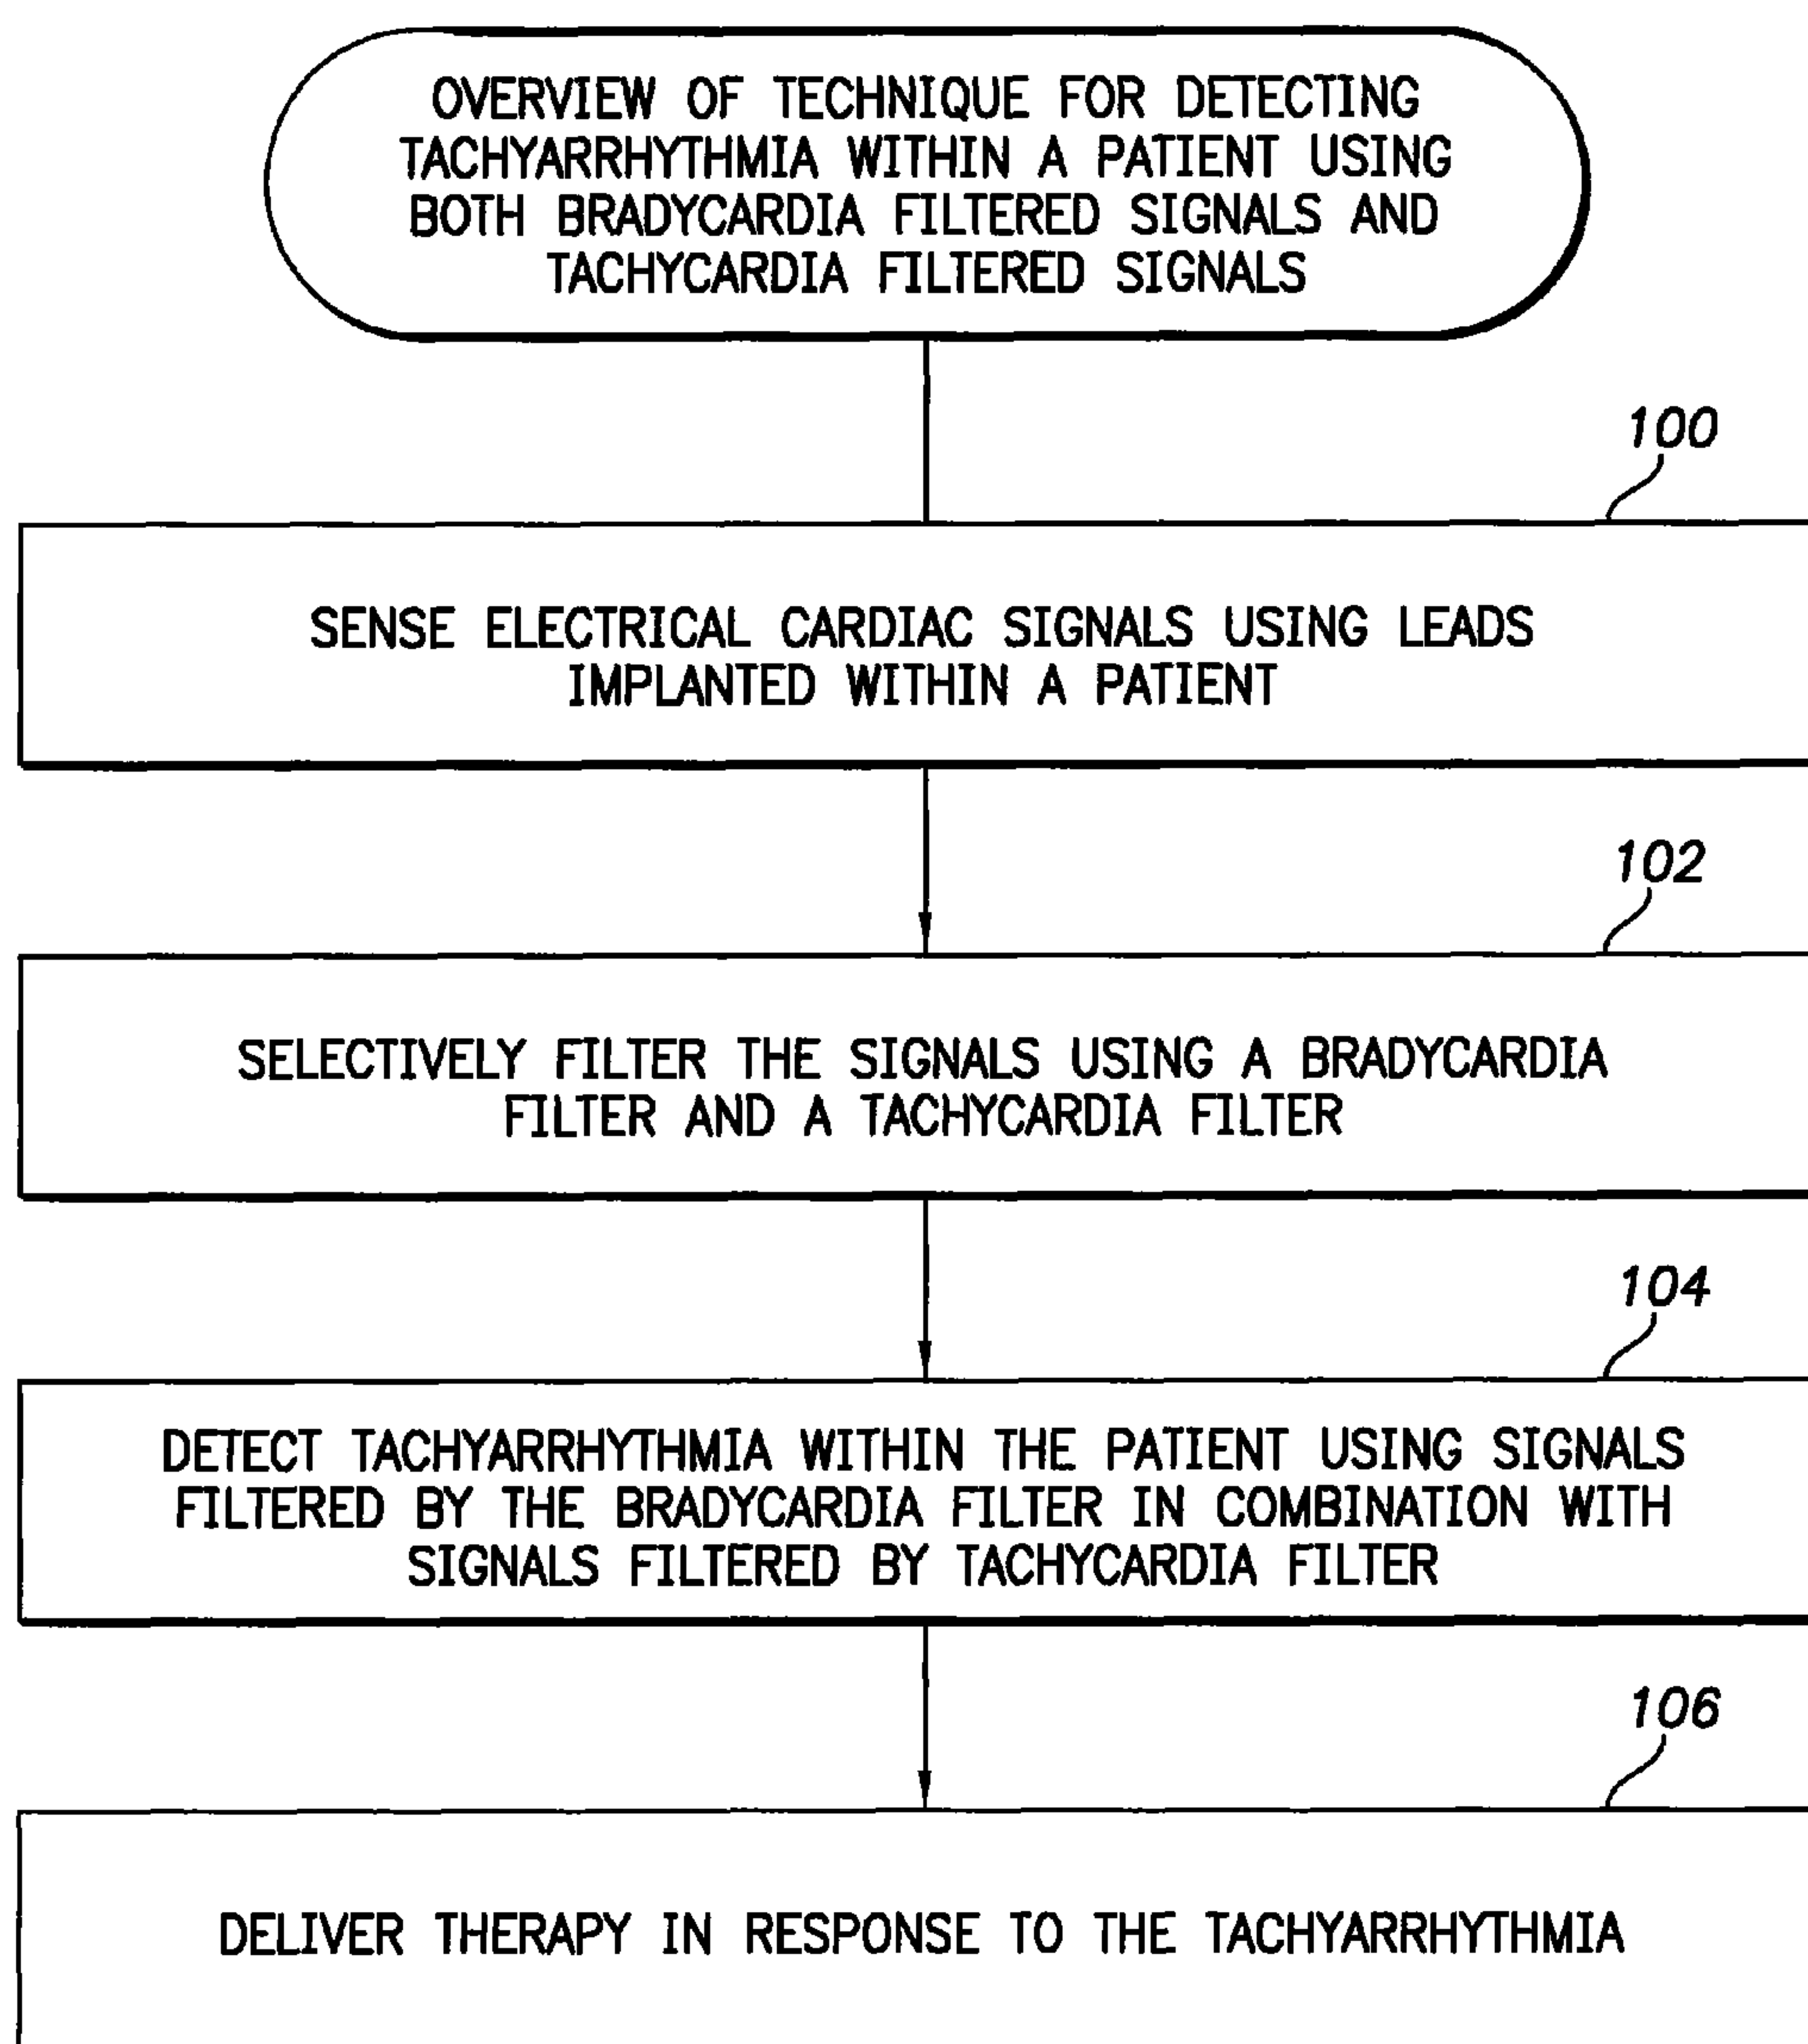 OVERVIEW OF TECHNIQUE FOR DETECTING
TACHYARRHYTHMIA WITHIN A PATIENT USING
BOTH BRADYCARDIA FILTERED SIGNALS AND
TACHYCARDIA FILTERED SIGNALS
100
SENSE ELECTRICAL CARDIAC SIGNALS USING LEADS
IMPLANTED WITHIN A PATIENT
102
SELECTIVELY FILTER THE SIGNALS USING A BRADYCARDIA
FILTER AND A TACHYCARDIA FILTER
104
DETECT TACHYARRHYTHMIA WITHIN THE PATIENT USING SIGNALS
FILTERED BY THE BRADYCARDIA FILTER IN COMBINATION WITH
SIGNALS FILTERED BY TACHYCARDIA FILTER
106
DELIVER THERAPY IN RESPONSE TO THE TACHYARRHYTHMIA